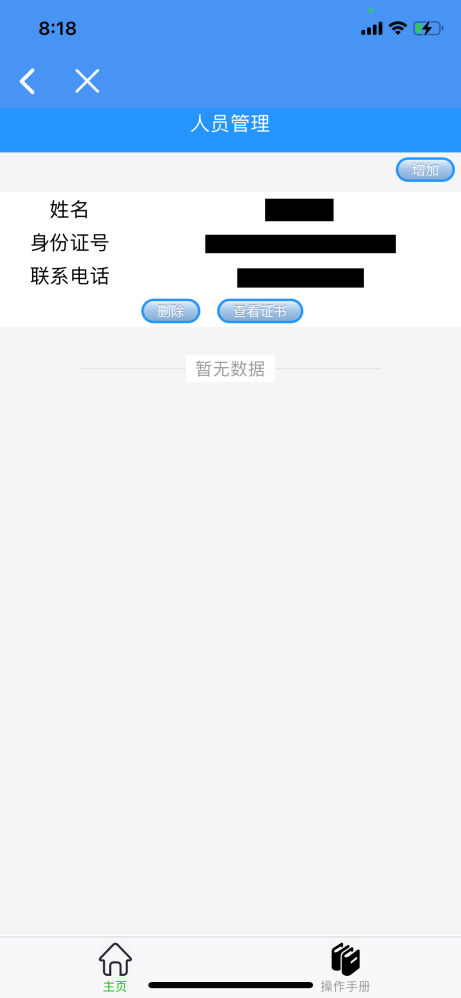 8:18
人员管理
增加
姓名
身份证号
联系电话
删除 查看证书
暂无数据
主页 操作手册